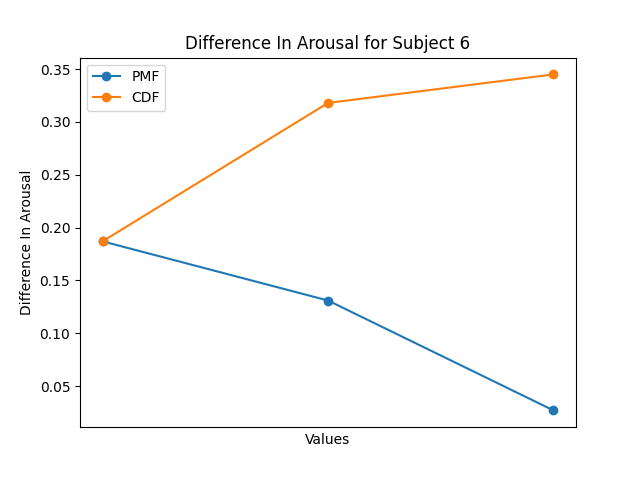 Difference In Arousal for Subject 6
PMF
CDF
0.35
0.30
0.25
0.20
0.15
0.10
0.05
Difference In Arousal
Values